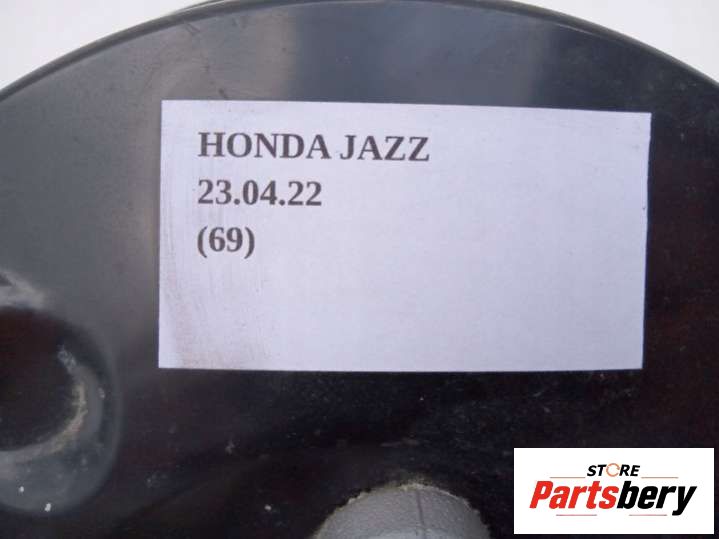 HONDA JAZZ
23.04.22
(69)
STORE
Partsbery